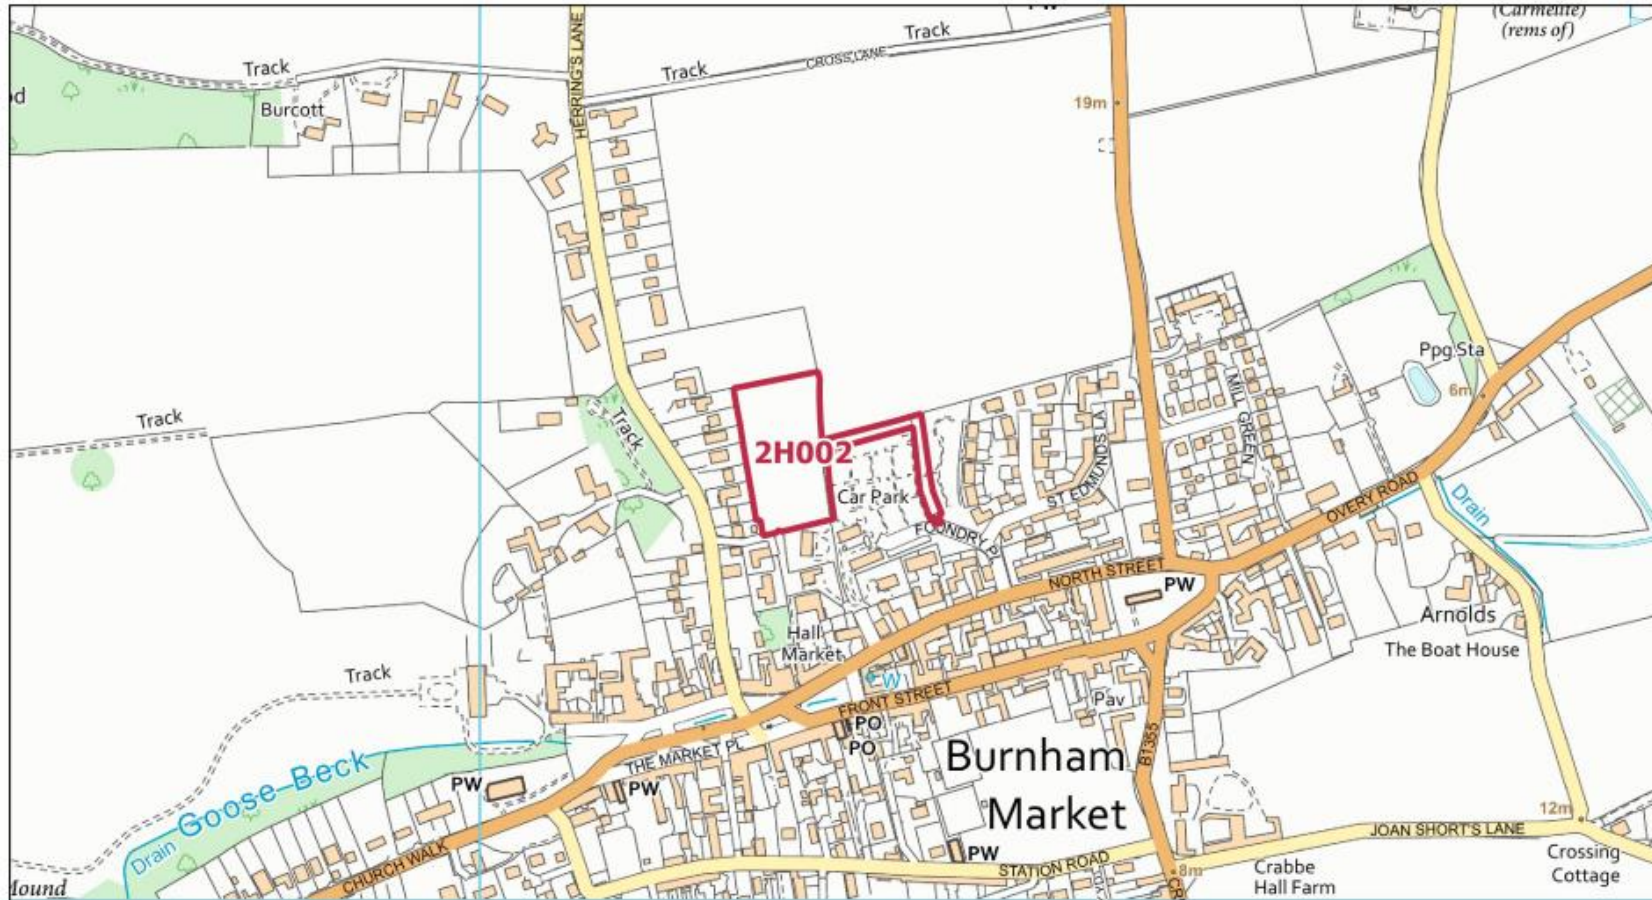 (Carmelite)
(rems of)
Track
HERRING'S LANE
CROSS LANE
Track
Track
Burcott
19m
Ppg Sta
6m
MILL GREEN
Track
Track
2H002
Car Park
ST EDMUNDS LA
FOUNDRY P
OVERY ROAD
Drain
NORTH STREET
PW
Arnolds
The Boat House
Hall
Market
Track
W
FRONT STREET
Pav
PO
PO
B1355
THE MARKET PL
Burnham
Market
Goose-Beck
PW
PW
Drain
CHURCH WALK
PW
STATION ROAD
8m
JOAN SHORT'S LANE
12m
Crossing
Cottage
Crabbe
Hall Farm